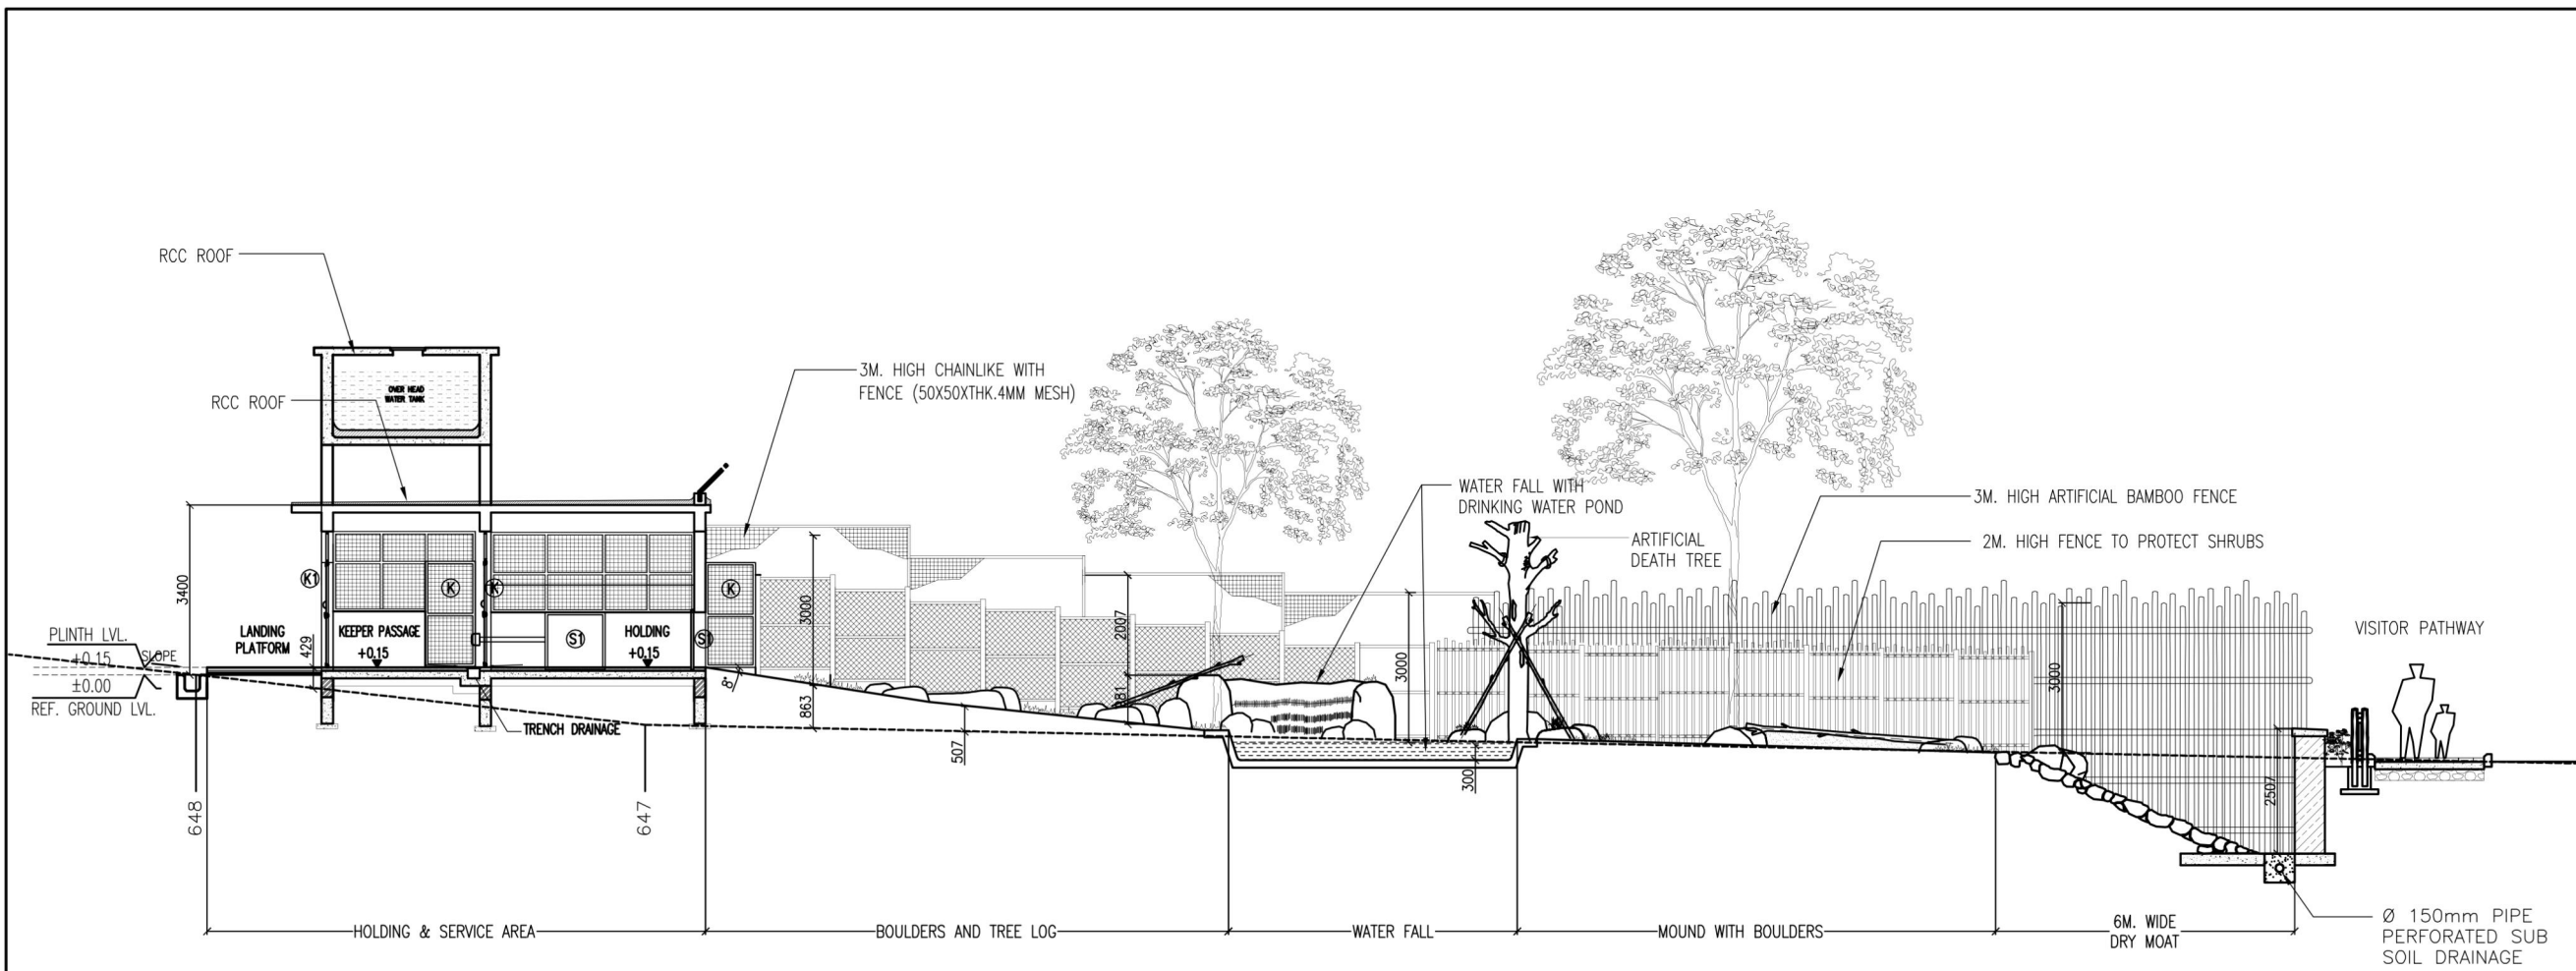 RCC ROOF
RCC ROOF
OVER HEAD
WATER TANK
3M. HIGH CHAINLIKE WITH
FENCE (50X50XTHK.4MM MESH)
WATER FALL WITH
DRINKING WATER POND
ARTIFICIAL
DEATH TREE
3M. HIGH ARTIFICIAL BAMBOO FENCE
2M. HIGH FENCE TO PROTECT SHRUBS
VISITOR PATHWAY
3400
K1
K
K
K
S1
S1
LANDING
PLATFORM
429
KEEPER PASSAGE
+0.15
HOLDING
+0.15
PLINTH LVL.
+0.15
SLOPE
±0.00
REF. GROUND LVL.
TRENCH DRAINAGE
8°
3000
863
507
2007
981
3000
300
3000
2507
648
647
HOLDING & SERVICE AREA
BOULDERS AND TREE LOG
WATER FALL
MOUND WITH BOULDERS
6M. WIDE
DRY MOAT
Ø 150mm PIPE
PERFORATED SUB
SOIL DRAINAGE